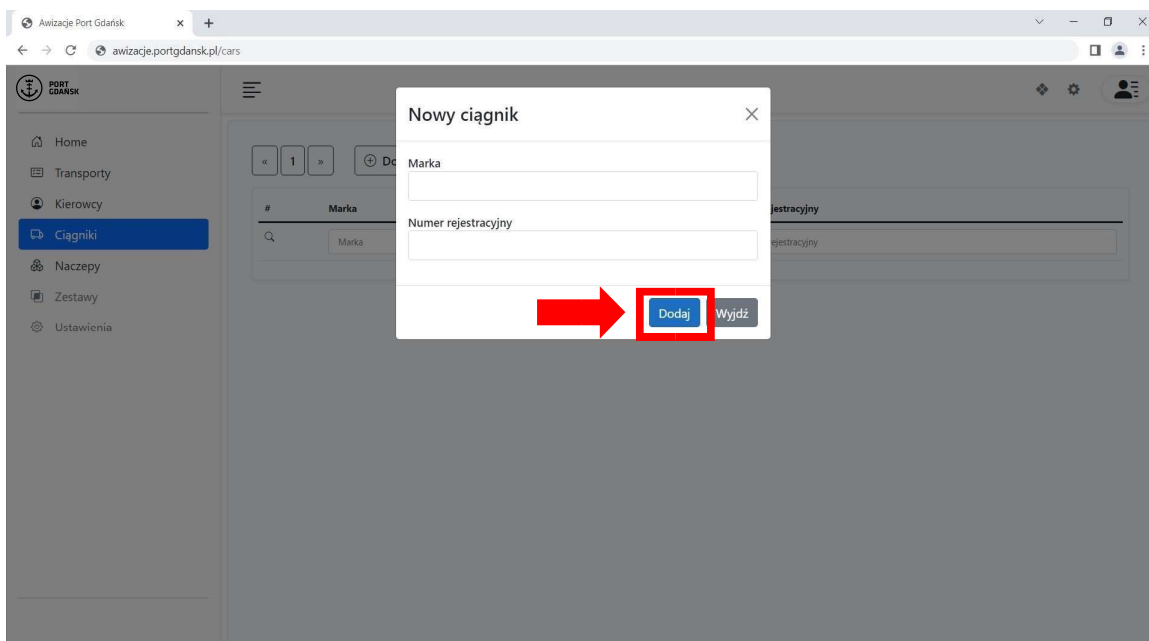 Awizacje Port Gdańsk
awizacje.portgdansk.pl/cars
PORT
GDAŃSK
Home
Transporty
Kierowcy
Ciągniki
Naczepy
Zestawy
Ustawienia
« 1 » Do
# Marka jestracyjny
Marka ejestracyjny
Nowy ciągnik
Marka
Numer rejestracyjny
Dodaj Wyjdź